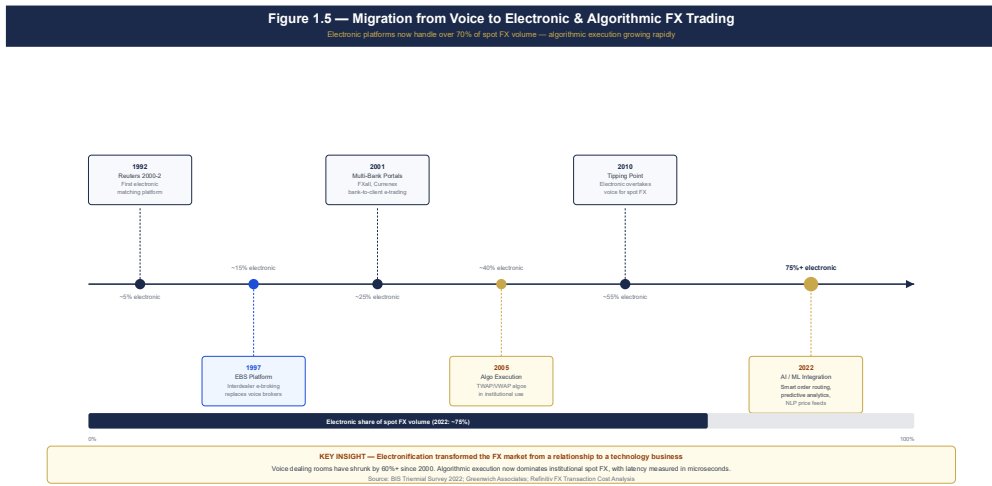 Figure 1.5 — Migration from Voice to Electronic & Algorithmic FX Trading
Electronic platforms now handle over 70% of spot FX volume — algorithmic execution growing rapidly
1992
Reuters 2000-2
First electronic
matching platform
2001
Multi-Bank Portals
FXall, Currenex
bank-to-client e-trading
2010
Tipping Point
Electronic overtakes
voice for spot FX
~15% electronic
~40% electronic
75%+ electronic
~5% electronic
~25% electronic
~55% electronic
1997
EBS Platform
Interdealer e-broking
replaces voice brokers
2005
Algo Execution
TWAP/VWAP algos
in institutional use
2022
AI / ML Integration
Smart order routing,
predictive analytics,
NLP price feeds
Electronic share of spot FX volume (2022: ~75%)
0%
100%
KEY INSIGHT — Electronification transformed the FX market from a relationship to a technology business
Voice dealing rooms have shrunk by 60%+ since 2000. Algorithmic execution now dominates institutional spot FX, with latency measured in microseconds.
Source: BIS Triennial Survey 2022; Greenwich Associates; Refinitiv FX Transaction Cost Analysis